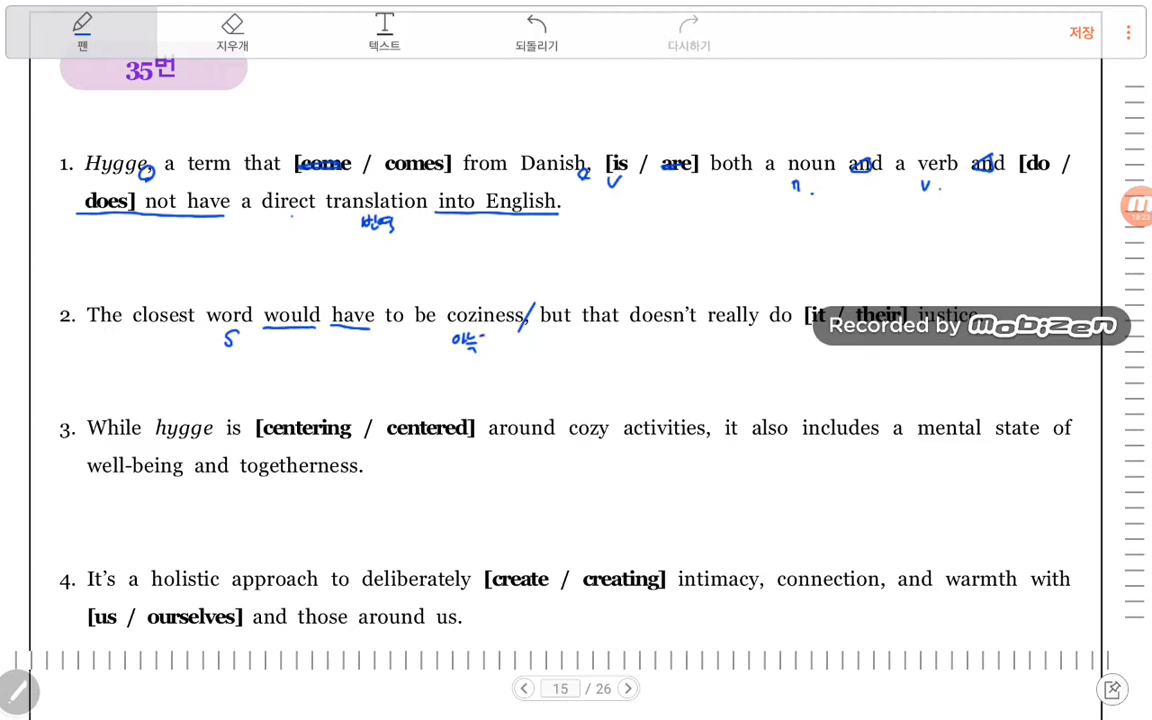 펜 지우개 텍스트 되돌리기 다시하기 저장
35번
1. Hygge, a term that [come / comes] from Danish, [is / are] both a noun and a verb and [do /
does] not have a direct translation into English.
n. v.
번역
2. The closest word would have to be coziness, but that doesn't really do [it / their] justice.
S
Recorded by mobizen
3. While hygge is [centering / centered] around cozy activities, it also includes a mental state of
well-being and togetherness.
4. It's a holistic approach to deliberately [create / creating] intimacy, connection, and warmth with
[us / ourselves] and those around us.
15 / 26